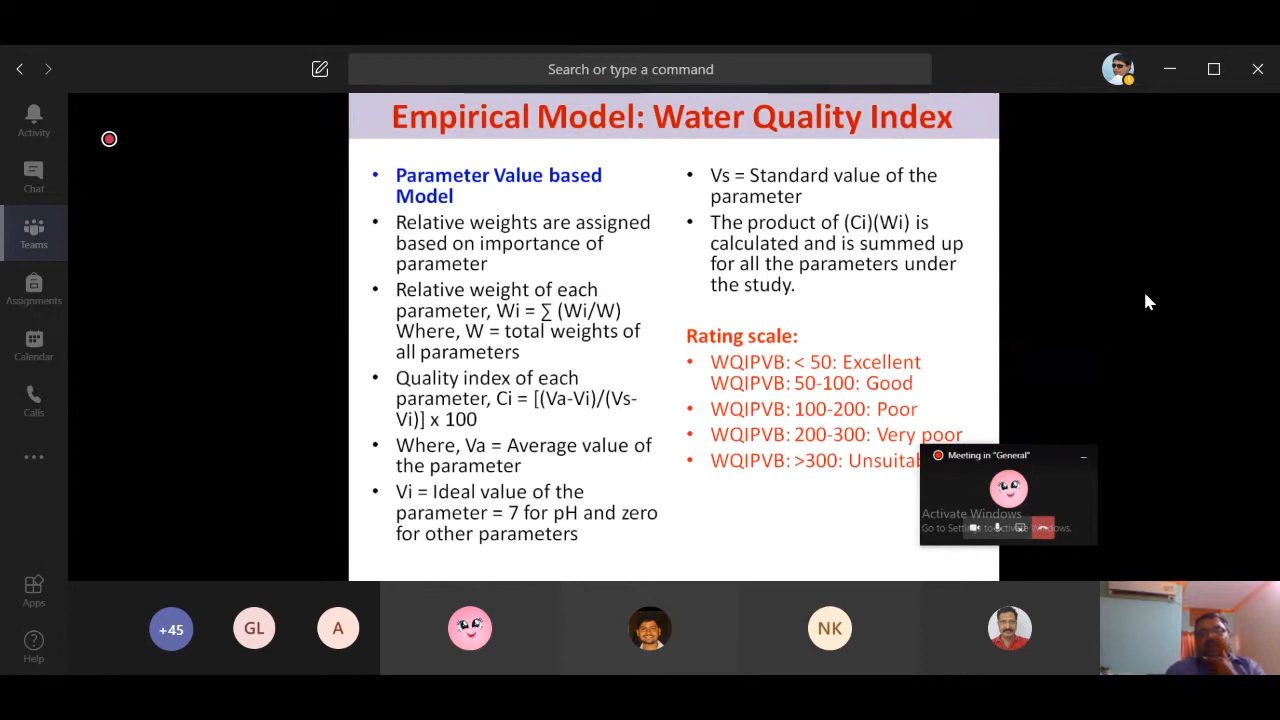 Search or type a command
Activity
Chat
Teams
Assignments
Calendar
Calls
Apps
Help
Empirical Model: Water Quality Index
• Parameter Value based
Model
• Relative weights are assigned
based on importance of
parameter
• Relative weight of each
parameter, Wi = ∑ (Wi/W)
Where, W = total weights of
all parameters
• Quality index of each
parameter, Ci = [(Va-Vi)/(Vs-
Vi)] x 100
• Where, Va = Average value of
the parameter
• Vi = Ideal value of the
parameter = 7 for pH and zero
for other parameters
• Vs = Standard value of the
parameter
• The product of (Ci)(Wi) is
calculated and is summed up
for all the parameters under
the study.
Rating scale:
• WQIPVB: < 50: Excellent
WQIPVB: 50-100: Good
• WQIPVB: 100-200: Poor
• WQIPVB: 200-300: Very poor
• WQIPVB: >300:
Meeting in "General"
Activate Windows
Go to Settings to activate Windows.
+45
GL
A
NK